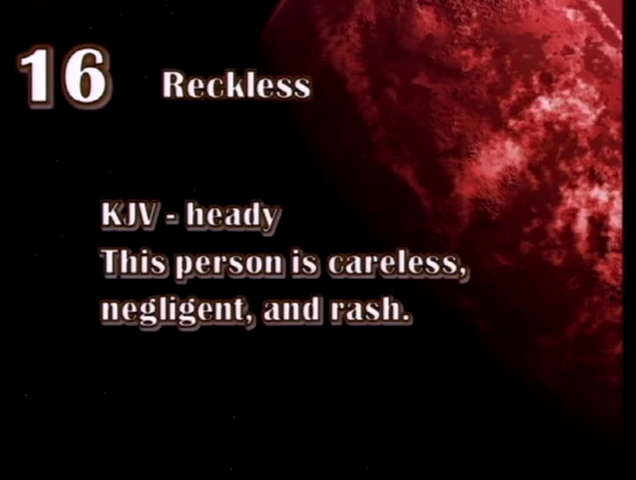 16 Reckless
KJV - heady
This person is careless,
negligent, and rash.